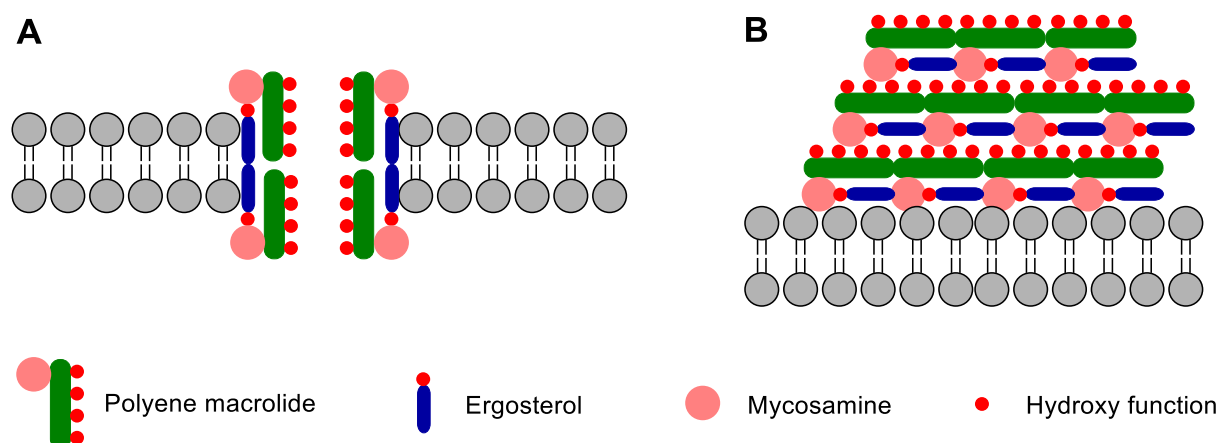 A
B
Polyene macrolide
Ergosterol
Mycosamine
Hydroxy function